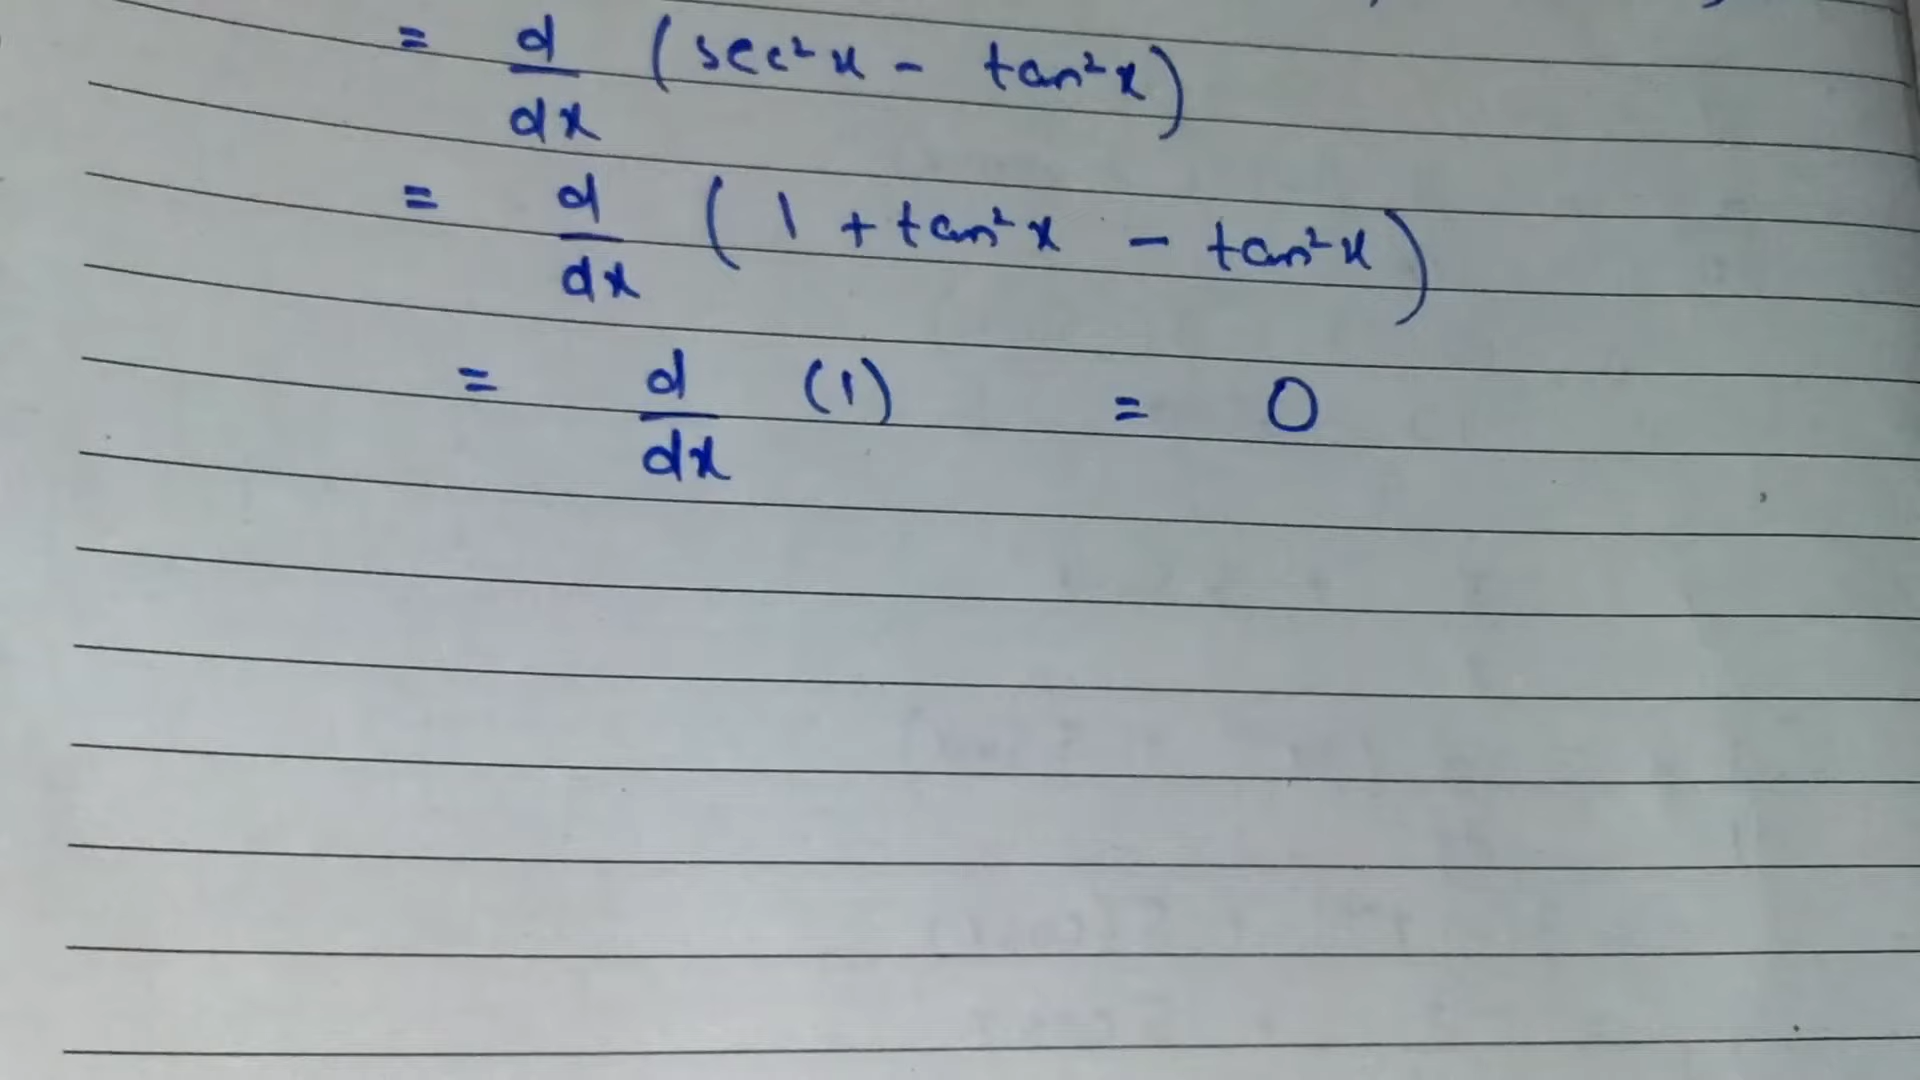 = d/dx (sec²x - tan²x)
= d/dx (1 + tan²x - tan²x)
= d/dx (1) = 0